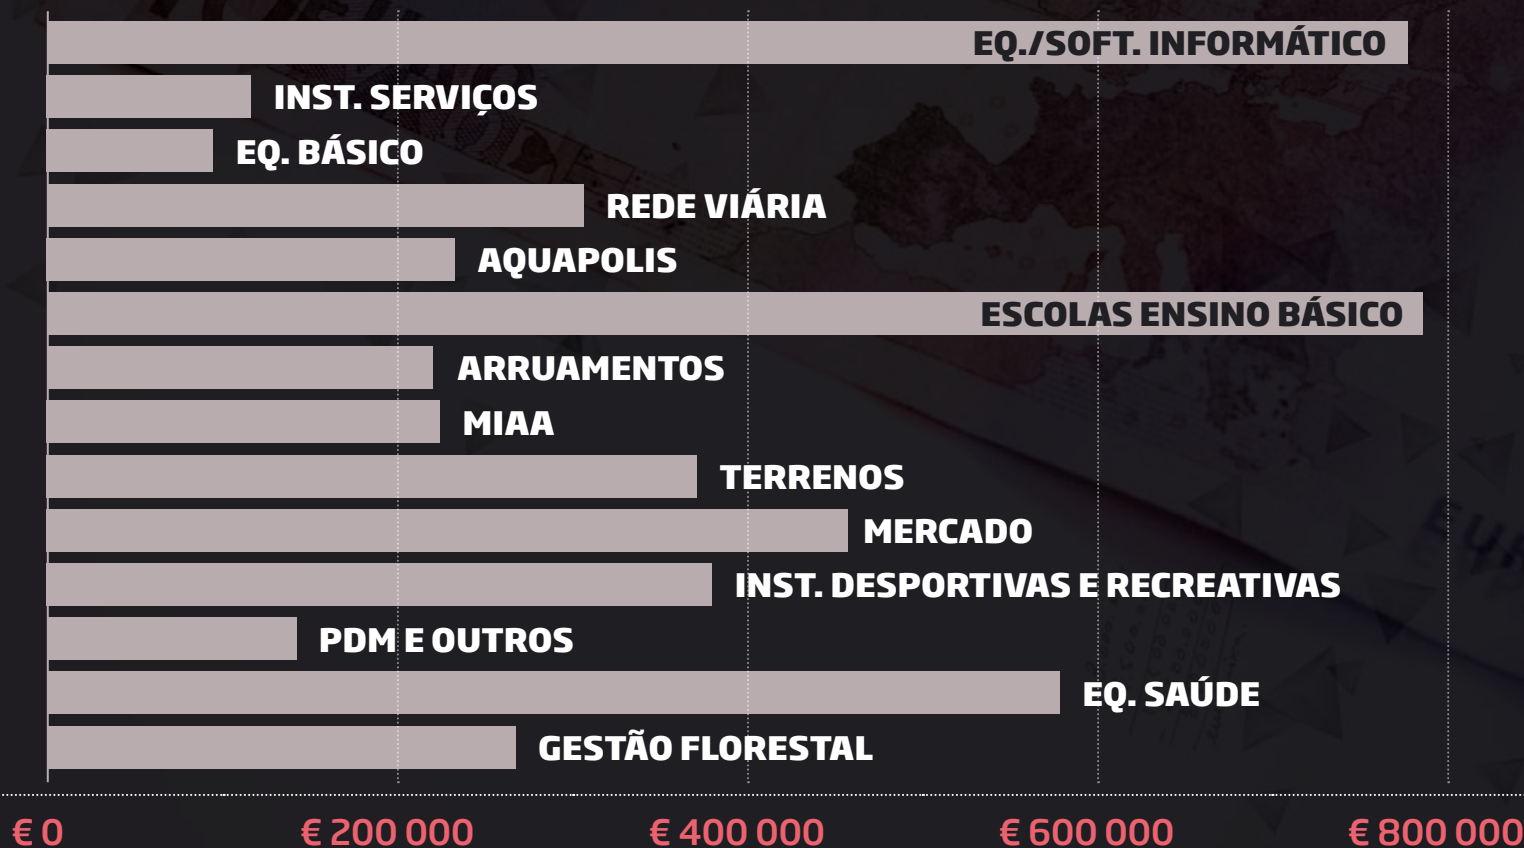 EQ./SOFT. INFORMÁTICO
INST. SERVIÇOS
EQ. BÁSICO
REDE VIÁRIA
AQUAPOLIS
ESCOLAS ENSINO BÁSICO
ARRUAMENTOS
MIAA
TERRENOS
MERCADO
INST. DESPORTIVAS E RECREATIVAS
PDM E OUTROS
EQ. SAÚDE
GESTÃO FLORESTAL
€ 0 € 200 000 € 400 000 € 600 000 € 800 000